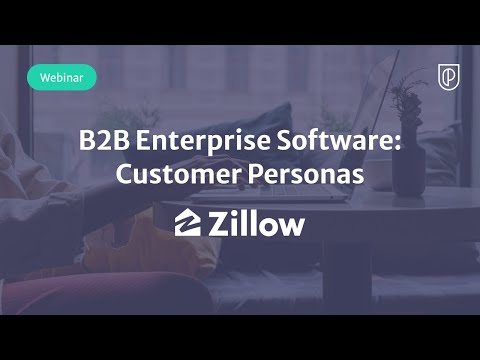 Webinar
B2B Enterprise Software:
Customer Personas
Zillow